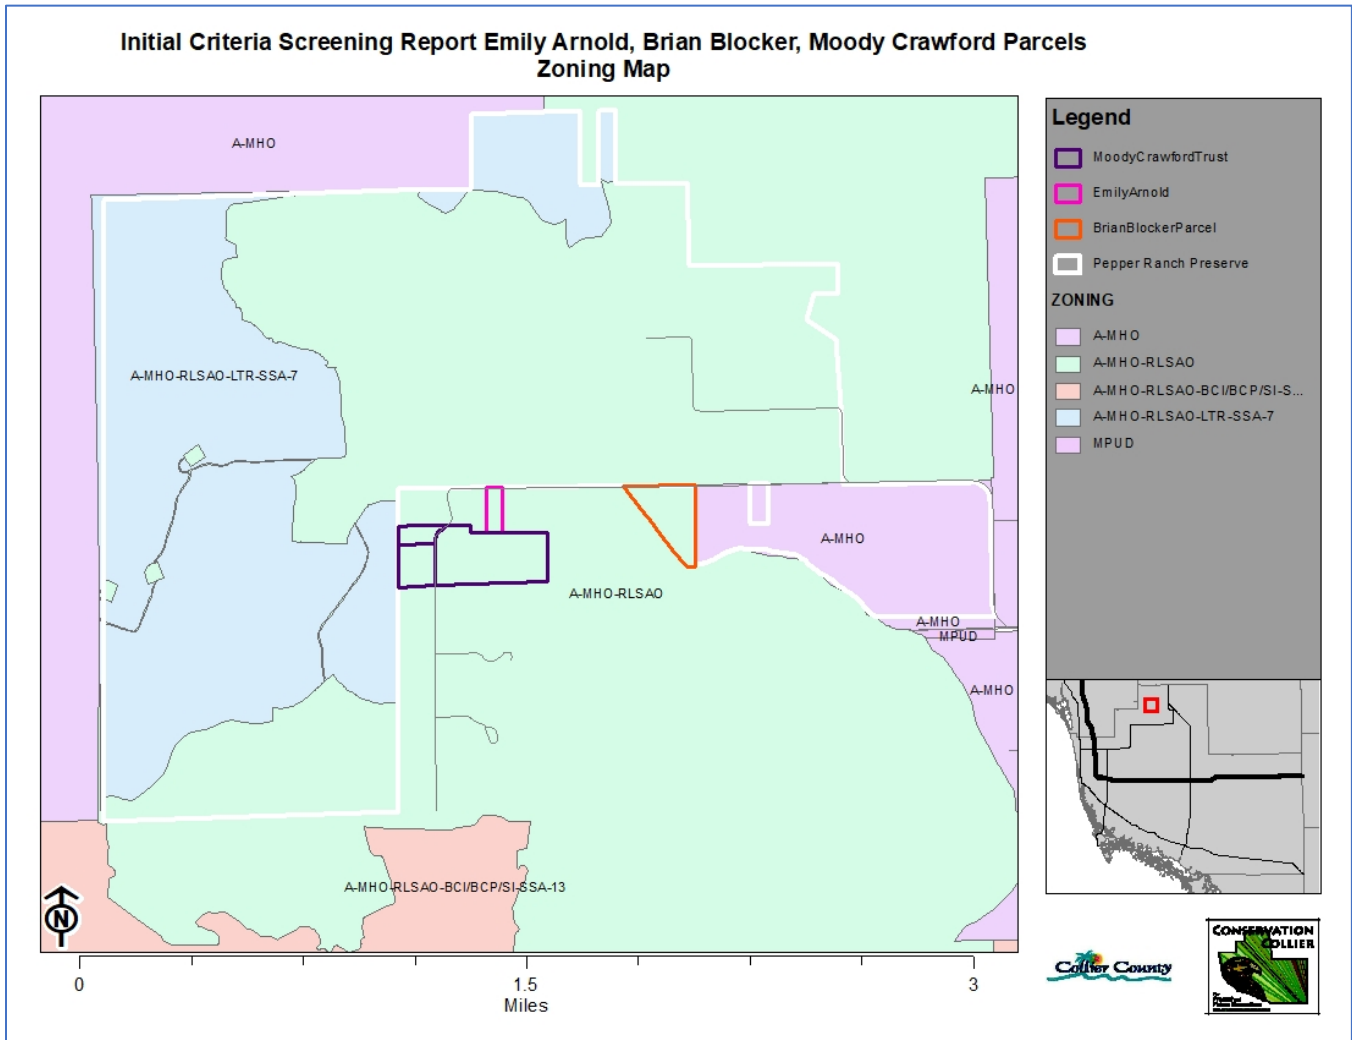 Initial Criteria Screening Report Emily Arnold, Brian Blocker, Moody Crawford Parcels
Zoning Map
A-MHO
A-MHO-RLSAO-LTR-SSA-7
A-MHO
A-MHO
A-MHO-RLSAO
A-MHO
MPUD
A-MHO
A-MHO-RLSAO-BCI/BCP/SI-SSA-13
N
0
1.5
3
Miles
Legend
MoodyCrawfordTrust
EmilyArnold
BrianBlockerParcel
Pepper Ranch Preserve
ZONING
A-MHO
A-MHO-RLSAO
A-MHO-RLSAO-BCI/BCP/SI-S...
A-MHO-RLSAO-LTR-SSA-7
MPUD
Collier County
CONSERVATION
COLLIER